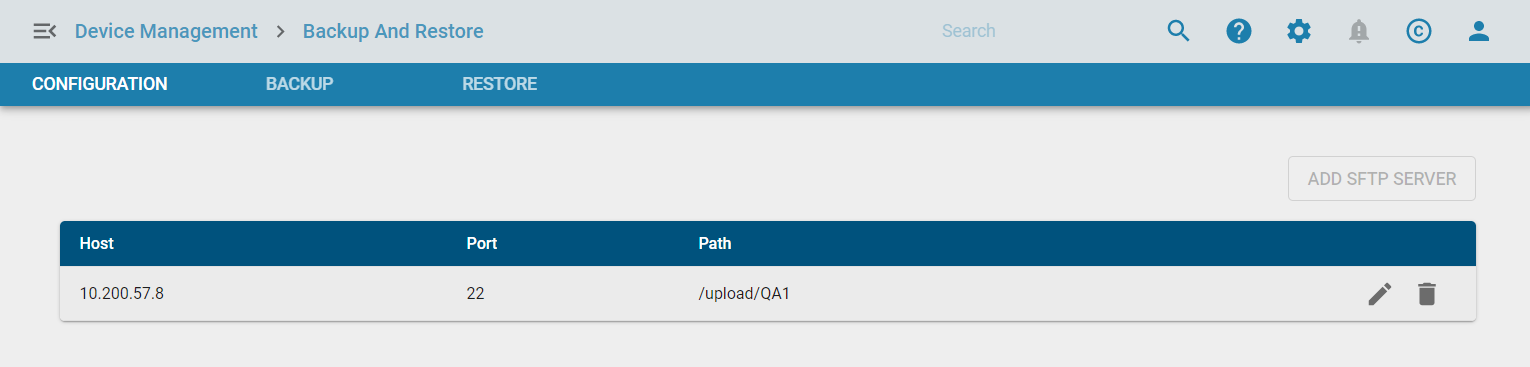 Device Management > Backup And Restore Search
CONFIGURATION BACKUP RESTORE
ADD SFTP SERVER
Host Port Path
10.200.57.8 22 /upload/QA1